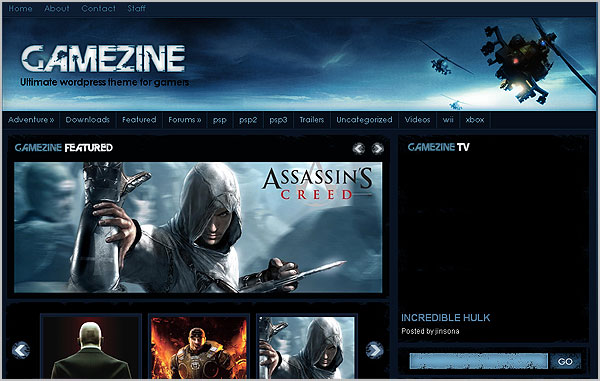 Home About Contact Staff
GAMEZINE
Ultimate wordpress theme for gamers
Adventure » Downloads Featured Forums » psp psp2 psp3 Trailers Uncategorized Videos wii xbox
GAMEZINE FEATURED
GAMEZINE TV
ASSASSIN'S
CREED
INCREDIBLE HULK
Posted by jinsona
GO